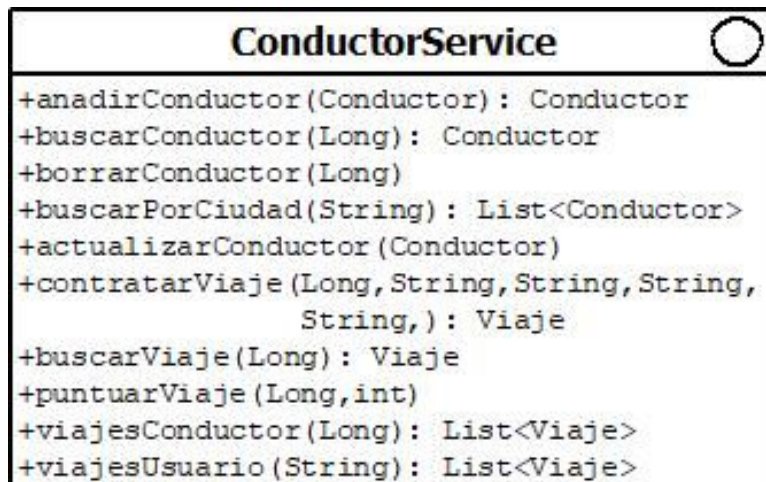 ConductorService
+anadirConductor(Conductor): Conductor
+buscarConductor(Long): Conductor
+borrarConductor(Long)
+buscarPorCiudad(String): List<Conductor>
+actualizarConductor(Conductor)
+contratarViaje(Long,String,String,String,
String,): Viaje
+buscarViaje(Long): Viaje
+puntuarViaje(Long,int)
+viajesConductor(Long): List<Viaje>
+viajesUsuario(String): List<Viaje>